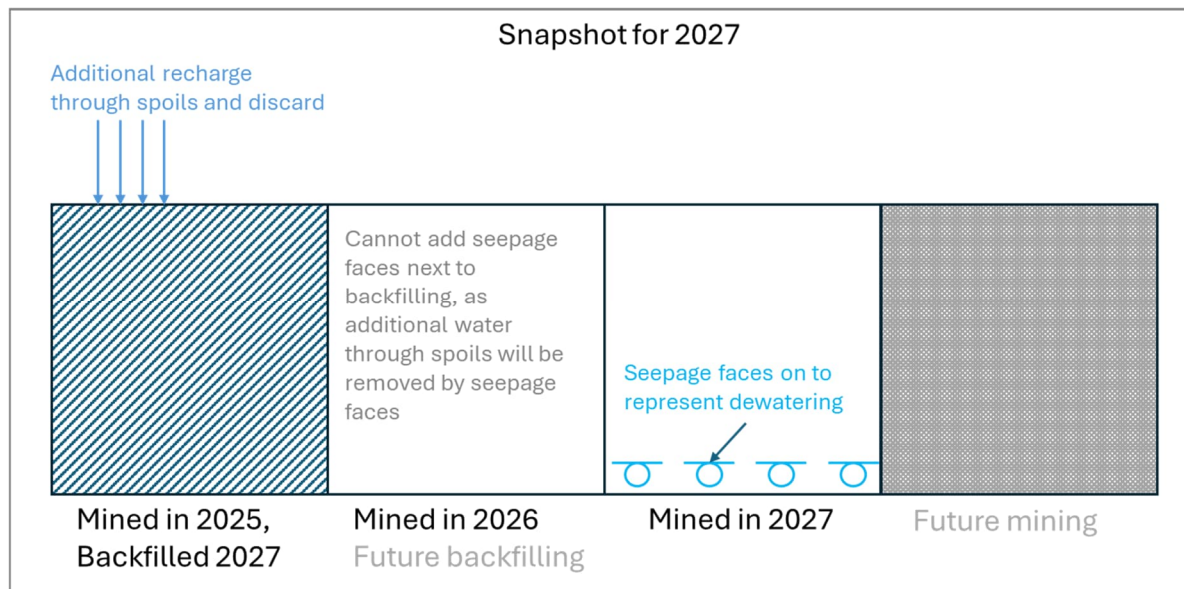 Snapshot for 2027
Additional recharge
through spoils and discard
Cannot add seepage
faces next to
backfilling, as
additional water
through spoils will be
removed by seepage
faces
Seepage faces on to
represent dewatering
Mined in 2025,
Backfilled 2027
Mined in 2026
Future backfilling
Mined in 2027
Future mining